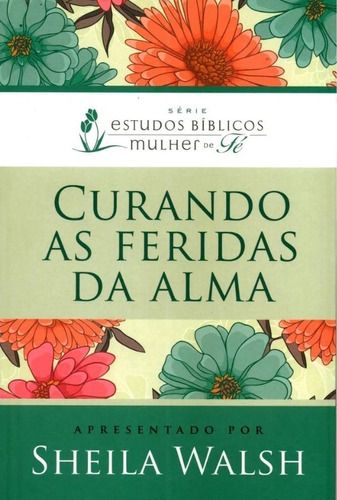 SÉRIE
ESTUDOS BÍBLICOS
MULHER DE Fé
CURANDO
AS FERIDAS
DA ALMA
APRESENTADO POR
SHEILA WALSH